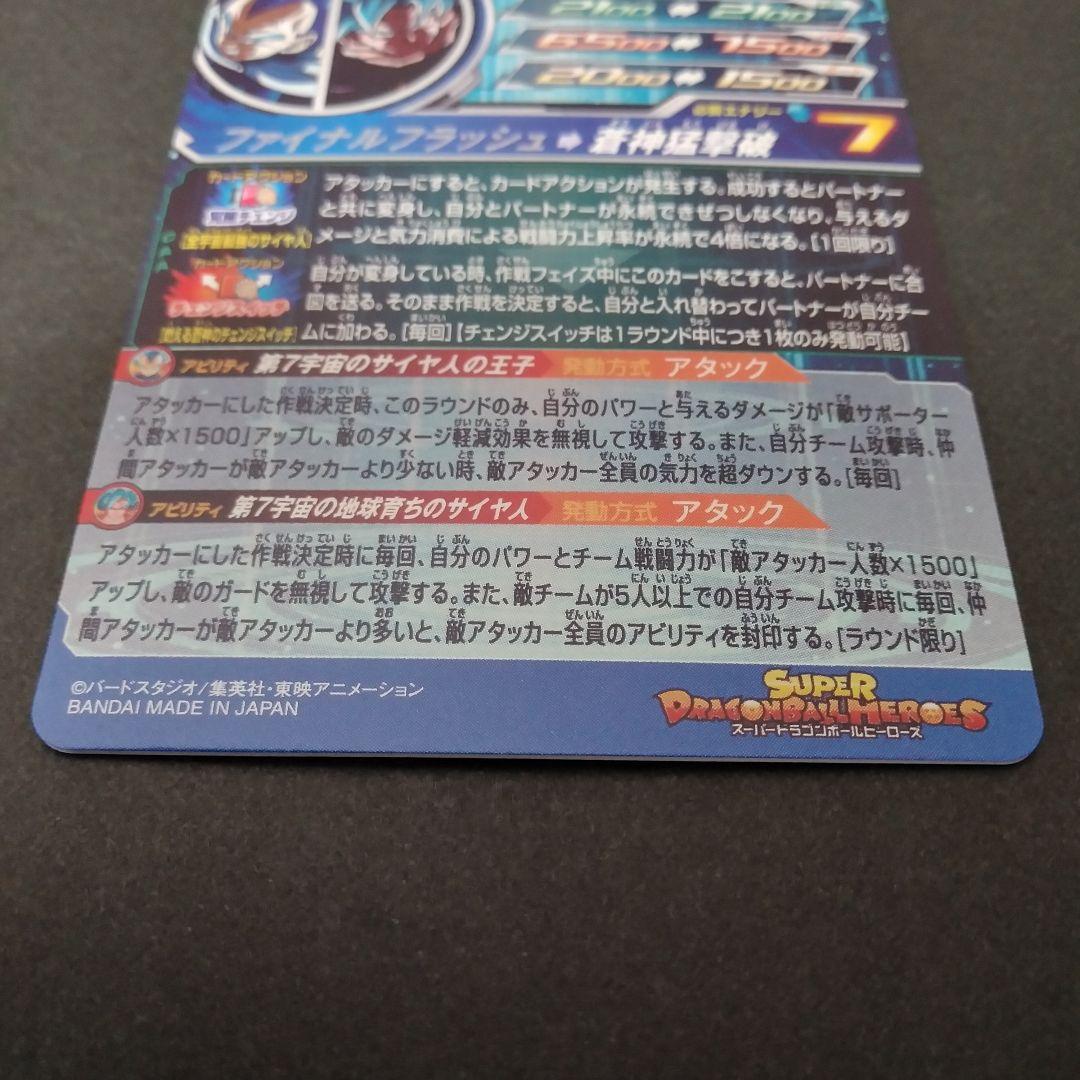 2100 ⇔ 2100
6500 ⇔ 7500
2000 ⇔ 1500
ファイナルフラッシュ ⇨ 蒼神猛撃破 7
カードアクション
アタッカーにすると、カードアクションが発生する。成功するとパートナー
と共に変身し、自分とパートナーが永続できぜつしなくなり、与えるダ
メージと気力消費による戦闘力上昇率が永続で4倍になる。[1回限り]
カードアクション
チェンジスイッチ
自分が変身している時、作戦フェイズ中にこのカードをこすると、パートナーに合
図を送る。そのまま作戦を決定すると、自分と入れ替わってパートナーが自分チー
ムに加わる。[毎回]【チェンジスイッチは1ラウンド中につき1枚のみ発動可能】
アビリティ 第7宇宙のサイヤ人の王子 発動方式 アタック
アタッカーにした作戦決定時、このラウンドのみ、自分のパワーと与えるダメージが「敵サポーター
人数×1500」アップし、敵のダメージ軽減効果を無視して攻撃する。また、自分チーム攻撃時、仲
間アタッカーが敵アタッカーより少ない時、敵アタッカー全員の気力を超ダウンする。[毎回]
アビリティ 第7宇宙の地球育ちのサイヤ人 発動方式 アタック
アタッカーにした作戦決定時に毎回、自分のパワーとチーム戦闘力が「敵アタッカー人数×1500」
アップし、敵のガードを無視して攻撃する。また、敵チームが5人以上での自分チーム攻撃時に毎回、仲
間アタッカーが敵アタッカーより多いと、敵アタッカー全員のアビリティを封印する。[ラウンド限り]
©バードスタジオ/集英社・東映アニメーション
BANDAI MADE IN JAPAN
SUPER
DRAGONBALL HEROES
スーパードラゴンボールヒーローズ